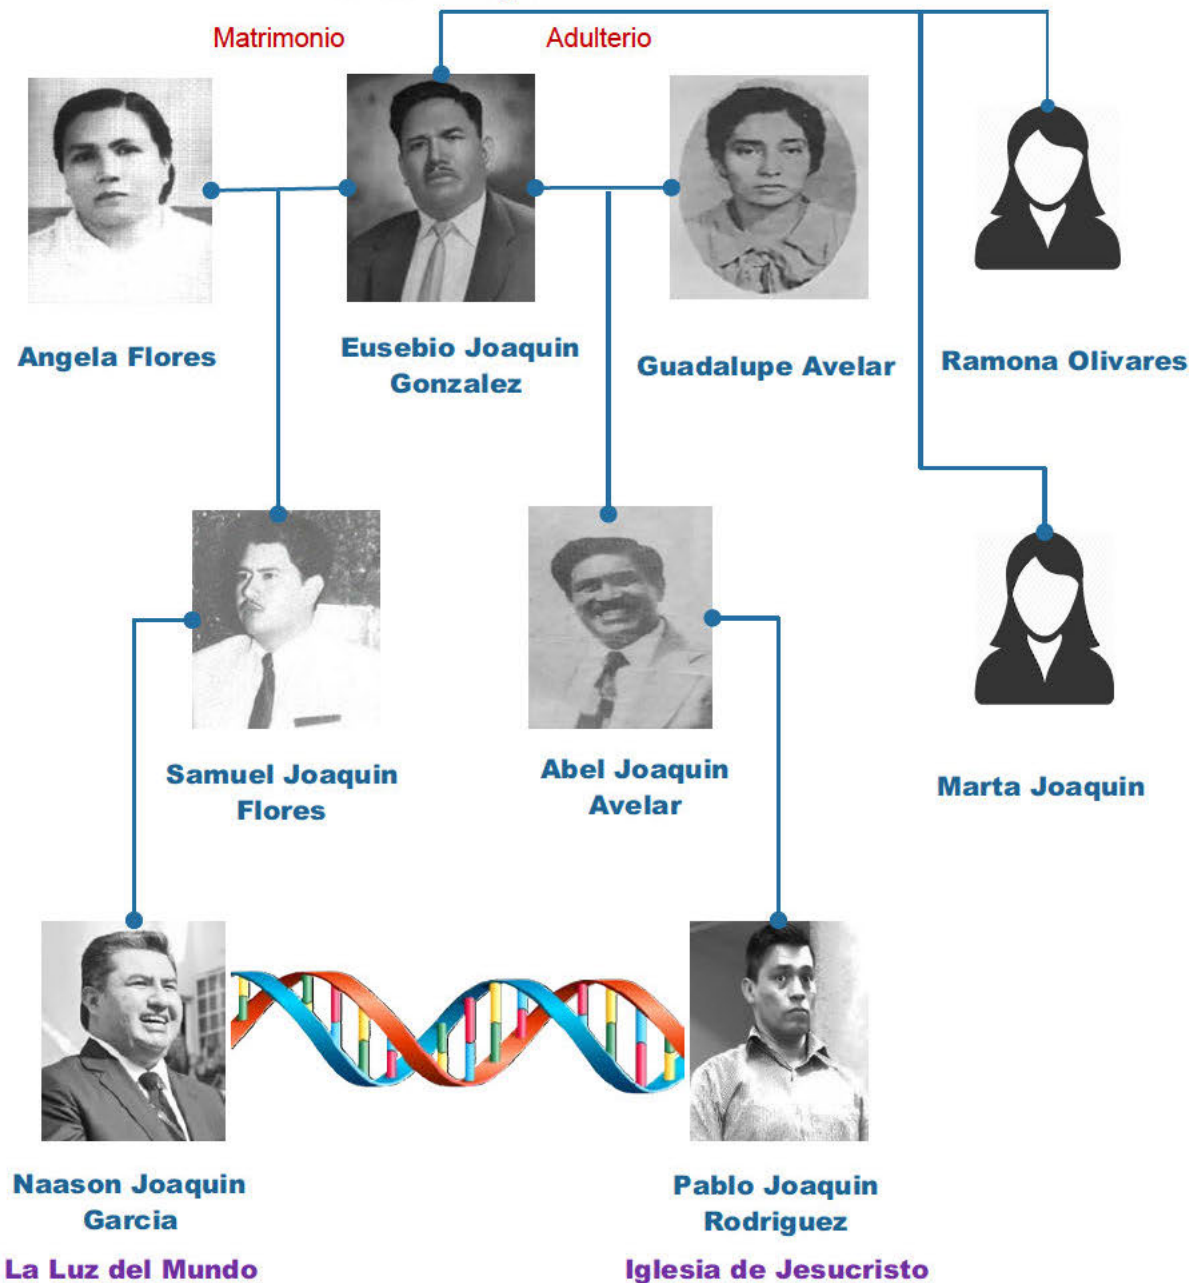 Matrimonio
Adulterio
Angela Flores
Eusebio Joaquin
Gonzalez
Guadalupe Avelar
Ramona Olivares
Samuel Joaquin
Flores
Abel Joaquin
Avelar
Marta Joaquin
Naason Joaquin
Garcia
La Luz del Mundo
Pablo Joaquin
Rodriguez
Iglesia de Jesucristo